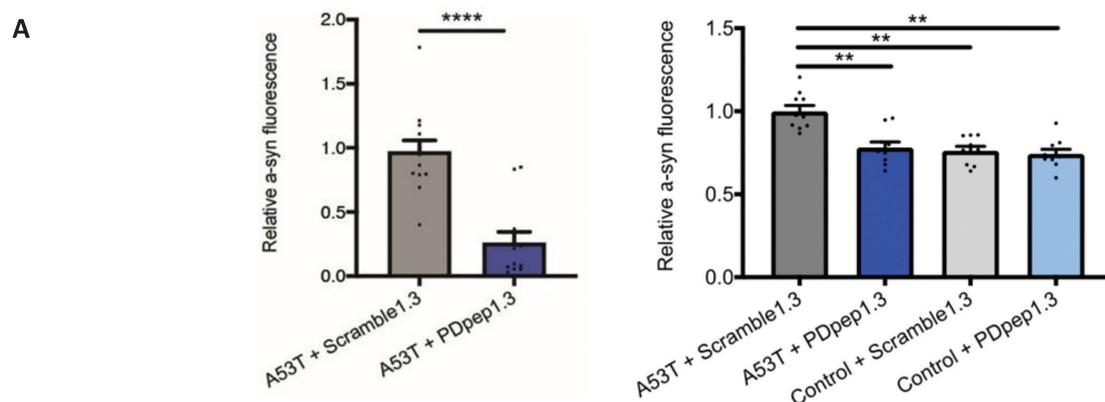 A
Relative a-syn fluorescence
2.0
1.5
1.0
0.5
0.0
****
A53T + Scramble1.3
A53T + PDpep1.3
Relative a-syn fluorescence
1.5
1.0
0.5
0.0
**
**
**
A53T + Scramble1.3
A53T + PDpep1.3
Control + Scramble1.3
Control + PDpep1.3